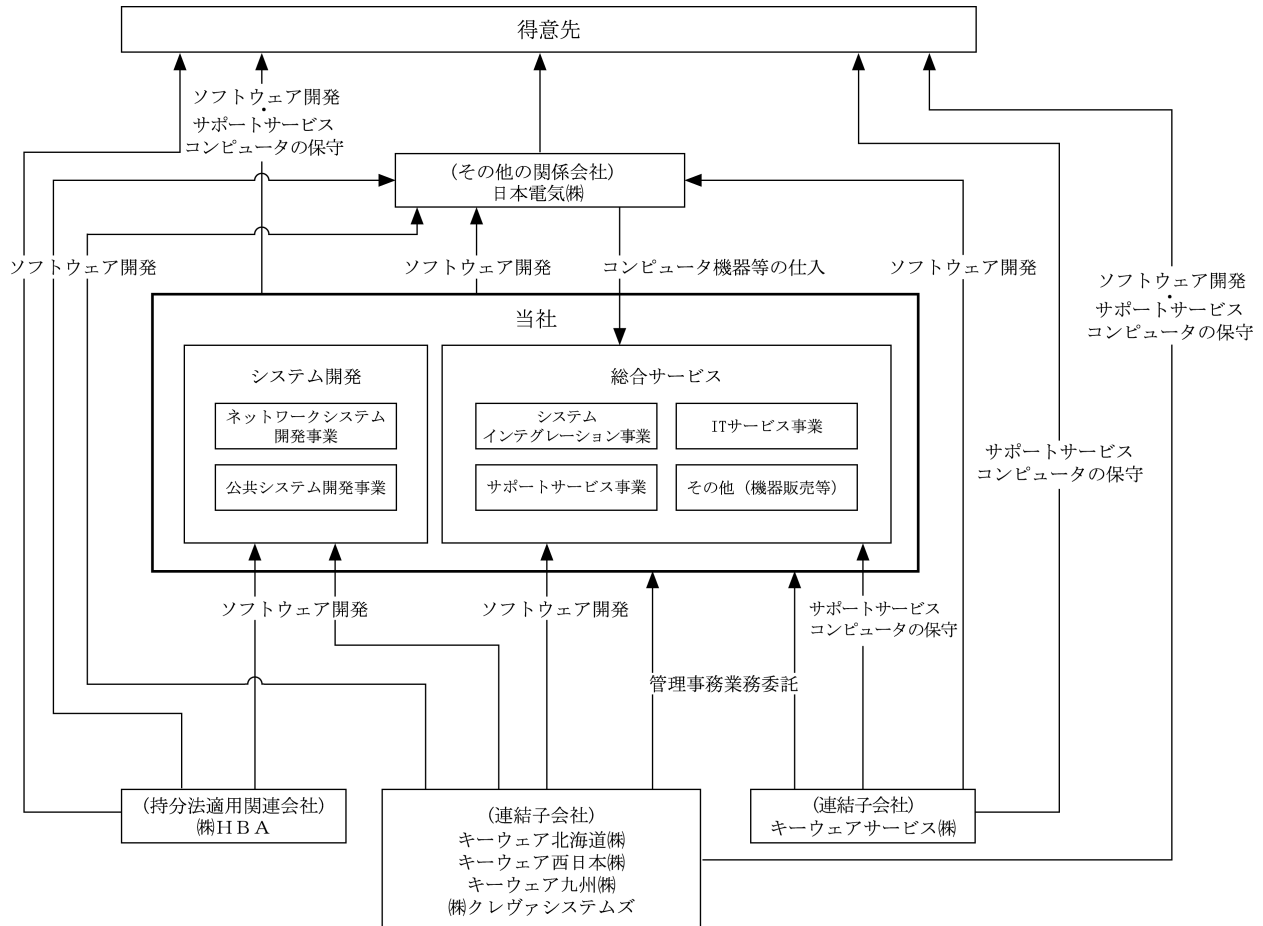 得意先
ソフトウェア開発
・
サポートサービス
コンピュータの保守
(その他の関係会社)
日本電気㈱
ソフトウェア開発
ソフトウェア開発
コンピュータ機器等の仕入
ソフトウェア開発
ソフトウェア開発
・
サポートサービス
コンピュータの保守
当社
システム開発
ネットワークシステム
開発事業
公共システム開発事業
総合サービス
システム
インテグレーション事業
ITサービス事業
サポートサービス事業
その他（機器販売等）
サポートサービス
コンピュータの保守
ソフトウェア開発
ソフトウェア開発
サポートサービス
コンピュータの保守
管理事務業務委託
(持分法適用関連会社)
㈱ＨＢＡ
(連結子会社)
キーウェア北海道㈱
キーウェア西日本㈱
キーウェア九州㈱
㈱クレヴァシステムズ
(連結子会社)
キーウェアサービス㈱